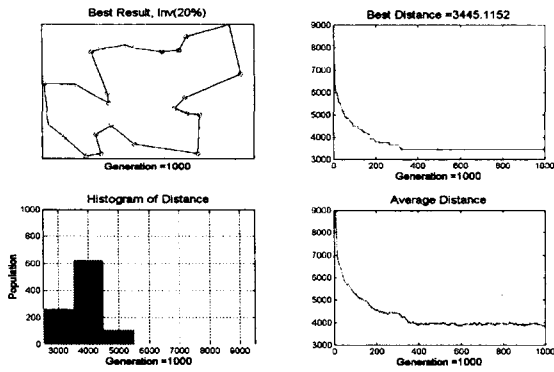 Best Result, Inv(20%)
Generation =1000
Best Distance =3445.1152
9000
8000
7000
6000
5000
4000
3000
0 200 400 600 800 1000
Generation =1000
Histogram of Distance
Population
1000
800
600
400
200
0
3000 4000 5000 6000 7000 8000 9000
Generation =1000
Average Distance
9000
8000
7000
6000
5000
4000
3000
0 200 400 600 800 1000
Generation =1000